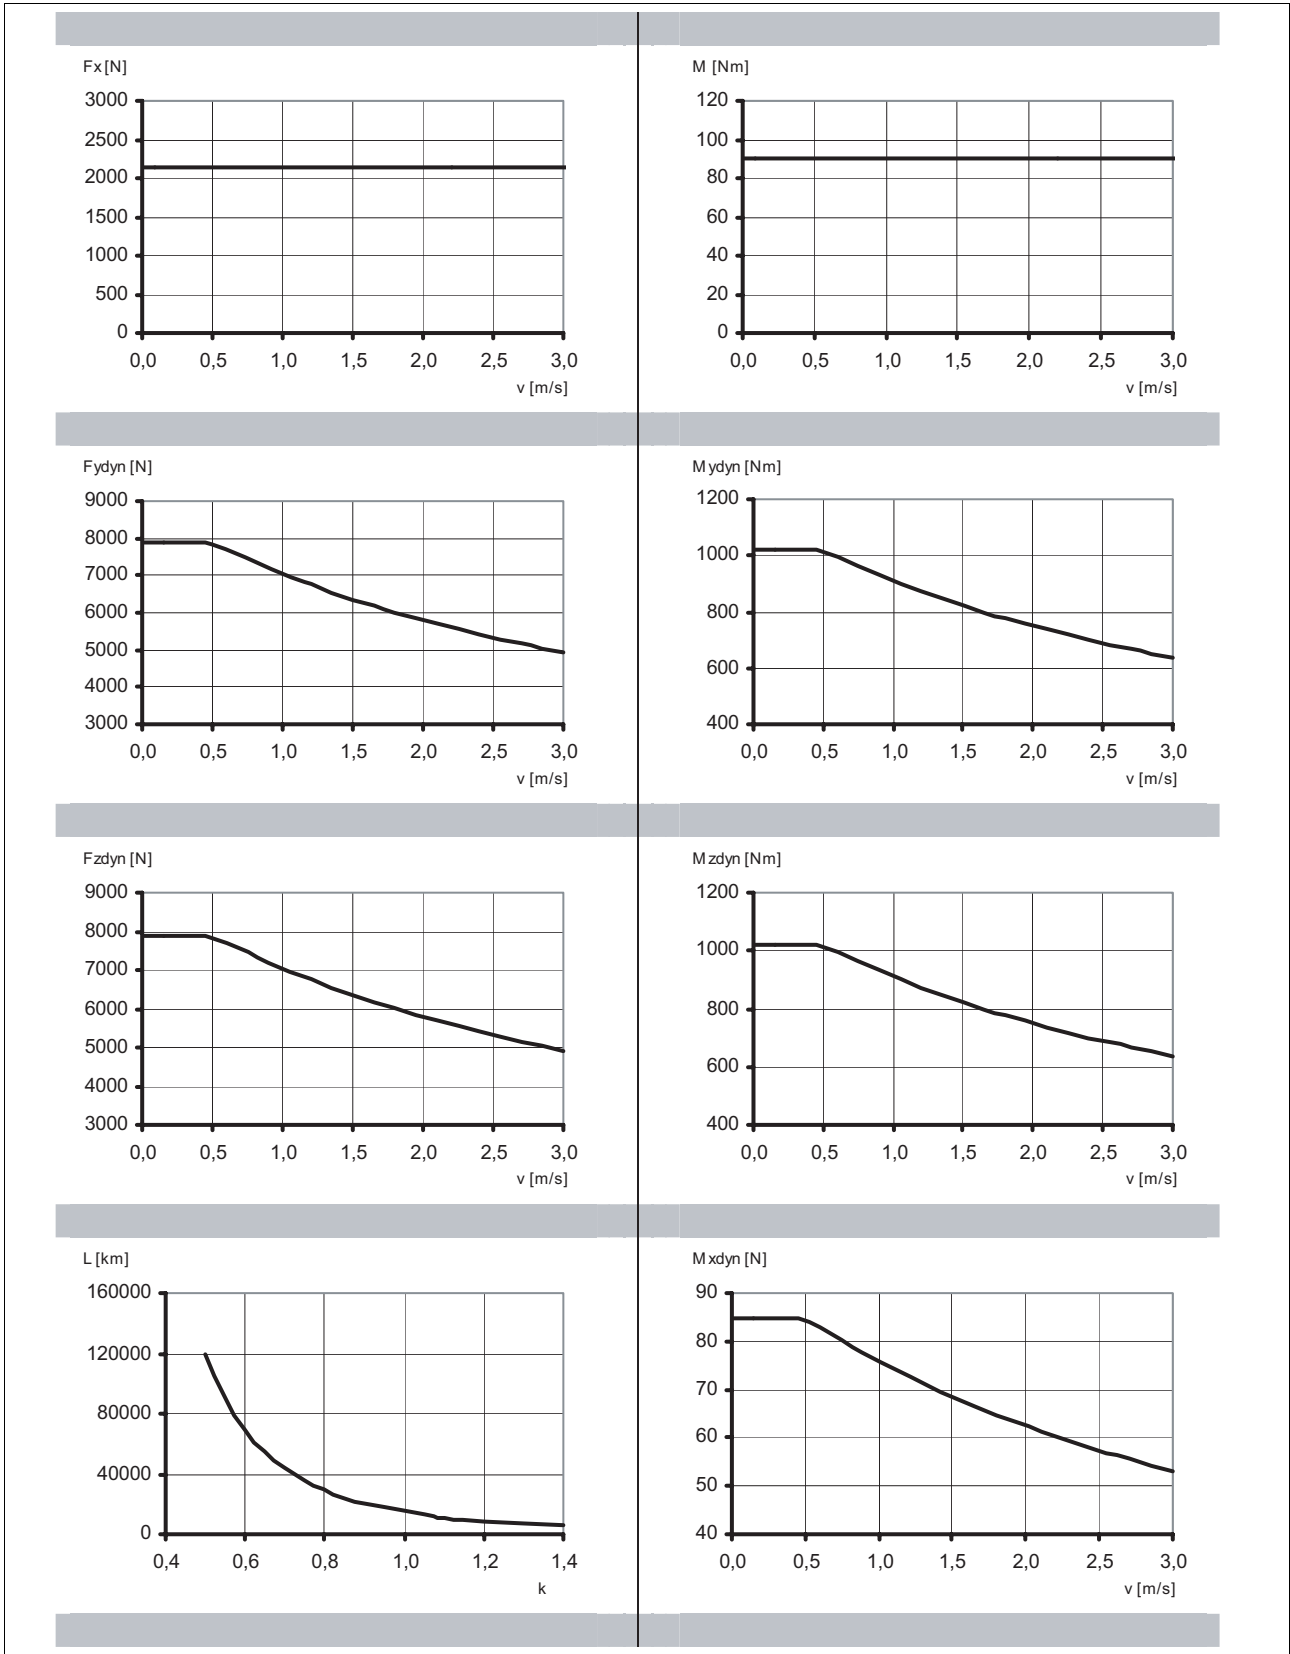 Fx [N]
3000
2500
2000
1500
1000
500
0
0,0 0,5 1,0 1,5 2,0 2,5 3,0
v [m/s]
M [Nm]
120
100
80
60
40
20
0
0,0 0,5 1,0 1,5 2,0 2,5 3,0
v [m/s]
Fydyn [N]
9000
8000
7000
6000
5000
4000
3000
0,0 0,5 1,0 1,5 2,0 2,5 3,0
v [m/s]
Mydyn [Nm]
1200
1000
800
600
400
0,0 0,5 1,0 1,5 2,0 2,5 3,0
v [m/s]
Fzdyn [N]
9000
8000
7000
6000
5000
4000
3000
0,0 0,5 1,0 1,5 2,0 2,5 3,0
v [m/s]
Mzdyn [Nm]
1200
1000
800
600
400
0,0 0,5 1,0 1,5 2,0 2,5 3,0
v [m/s]
L [km]
160000
120000
80000
40000
0
0,4 0,6 0,8 1,0 1,2 1,4
k
Mxdyn [N]
90
80
70
60
50
40
0,0 0,5 1,0 1,5 2,0 2,5 3,0
v [m/s]